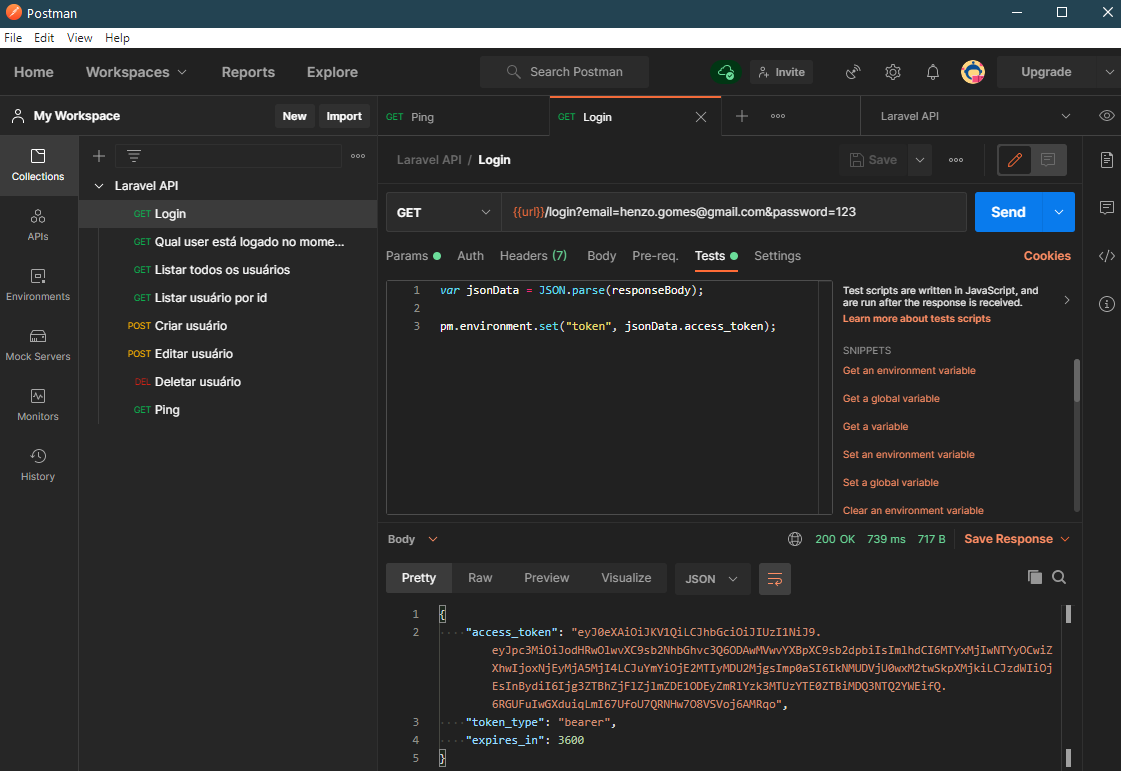 Postman
File Edit View Help
Home Workspaces Reports Explore Search Postman Invite Upgrade
My Workspace New Import
GET Ping GET Login Laravel API
Collections
APIs
Environments
Mock Servers
Monitors
History
Laravel API
GET Login
GET Qual user está logado no mome...
GET Listar todos os usuários
GET Listar usuário por id
POST Criar usuário
POST Editar usuário
DEL Deletar usuário
GET Ping
Laravel API / Login Save
GET {{url}}/login?email=henzo.gomes@gmail.com&password=123 Send
Params Auth Headers (7) Body Pre-req. Tests Settings Cookies
1 var jsonData = JSON.parse(responseBody);
2
3 pm.environment.set("token", jsonData.access_token);
Test scripts are written in JavaScript, and
are run after the response is received.
Learn more about tests scripts
SNIPPETS
Get an environment variable
Get a global variable
Get a variable
Set an environment variable
Set a global variable
Clear an environment variable
Body 200 OK 739 ms 717 B Save Response
Pretty Raw Preview Visualize JSON
1 {
2 "access_token": "eyJ0eXAiOiJKV1QiLCJhbGciOiJIUzI1NiJ9.
eyJpc3MiOiJodHRwOlwvXC9sb2NhbGhvc3Q6ODAwMVwvYXBpXC9sb2dpbiIsImlhdCI6MTYxMjIwNTYyOCwiZ
XhwIjoxNjEyMjA5MjI4LCJuYmYiOjE2MTIyMDU2MjgsImp0aSI6IkNMUDVjU0wxM2twSkpXMjkiLCJzdWIiOj
EsInBydiI6Ijg3ZTBhZjFlZjlmZDE1ODEyZmRlYzk3MTUzYTE0ZTBiMDQ3NTQ2YWEifQ.
6RGUFuIwGXduiqLmI67UfoU7QRNHw7O8VSVoj6AMRqo",
3 "token_type": "bearer",
4 "expires_in": 3600
5 }